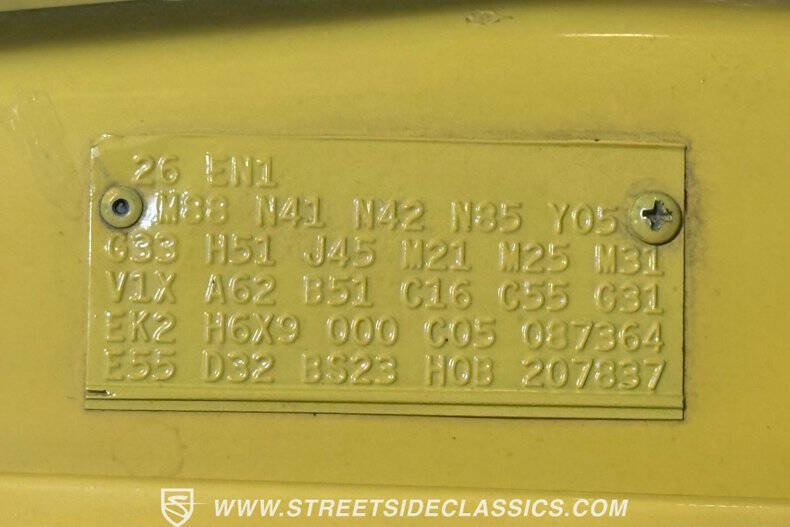 26 EN1
M88 N41 N42 N85 Y05
G33 H51 J45 M21 M25 M31
V1X A62 B51 C16 C55 G31
EK2 H6X9 000 C05 087364
E55 D32 BS23 H0B 207837
WWW.STREETSIDECLASSICS.COM